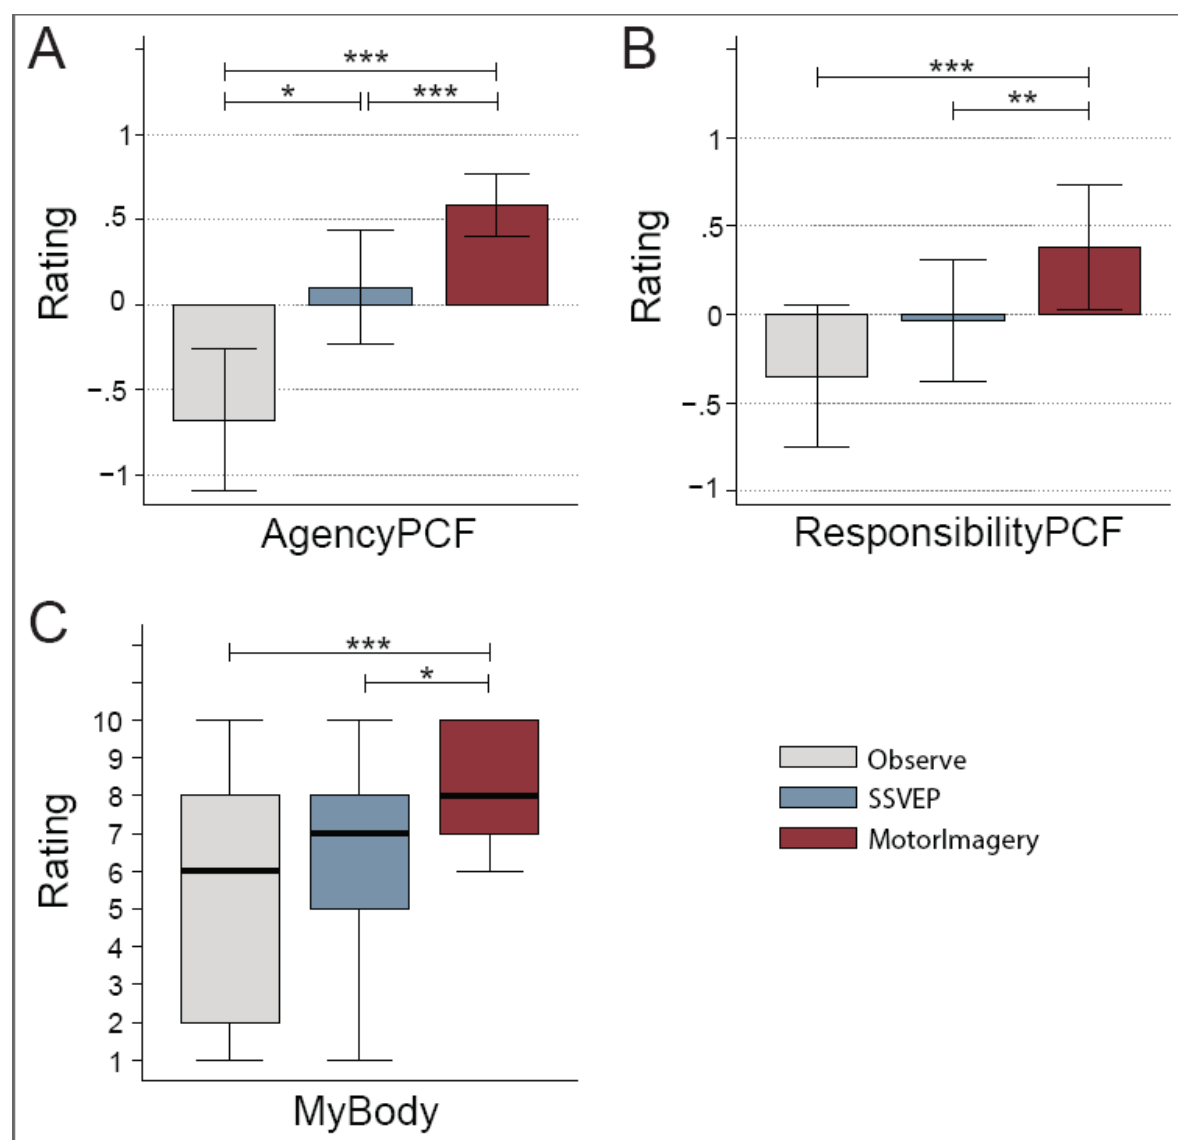 A
***
*
***
Rating
1
.5
0
−.5
−1
AgencyPCF
B
***
**
Rating
1
.5
0
−.5
−1
ResponsibilityPCF
C
***
*
Rating
10
9
8
7
6
5
4
3
2
1
MyBody
Observe
SSVEP
MotorImagery